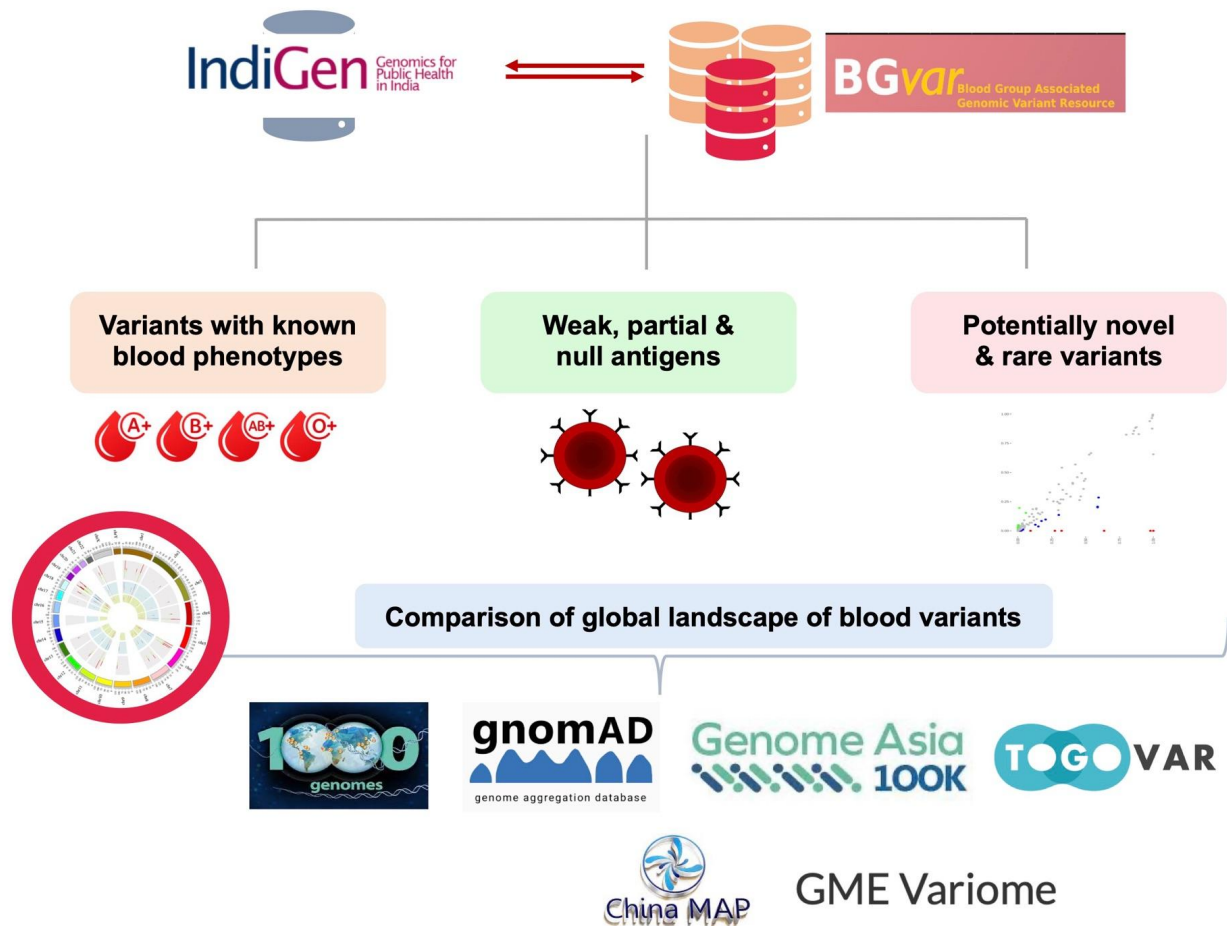 IndiGen
Genomics for
Public Health
in India
BGvar
Blood Group Associated
Genomic Variant Resource
Variants with known
blood phenotypes
Weak, partial &
null antigens
Potentially novel
& rare variants
A+
B+
AB+
O+
Comparison of global landscape of blood variants
1000
genomes
gnomAD
genome aggregation database
Genome Asia
100K
TOGOVAR
China MAP
GME Variome